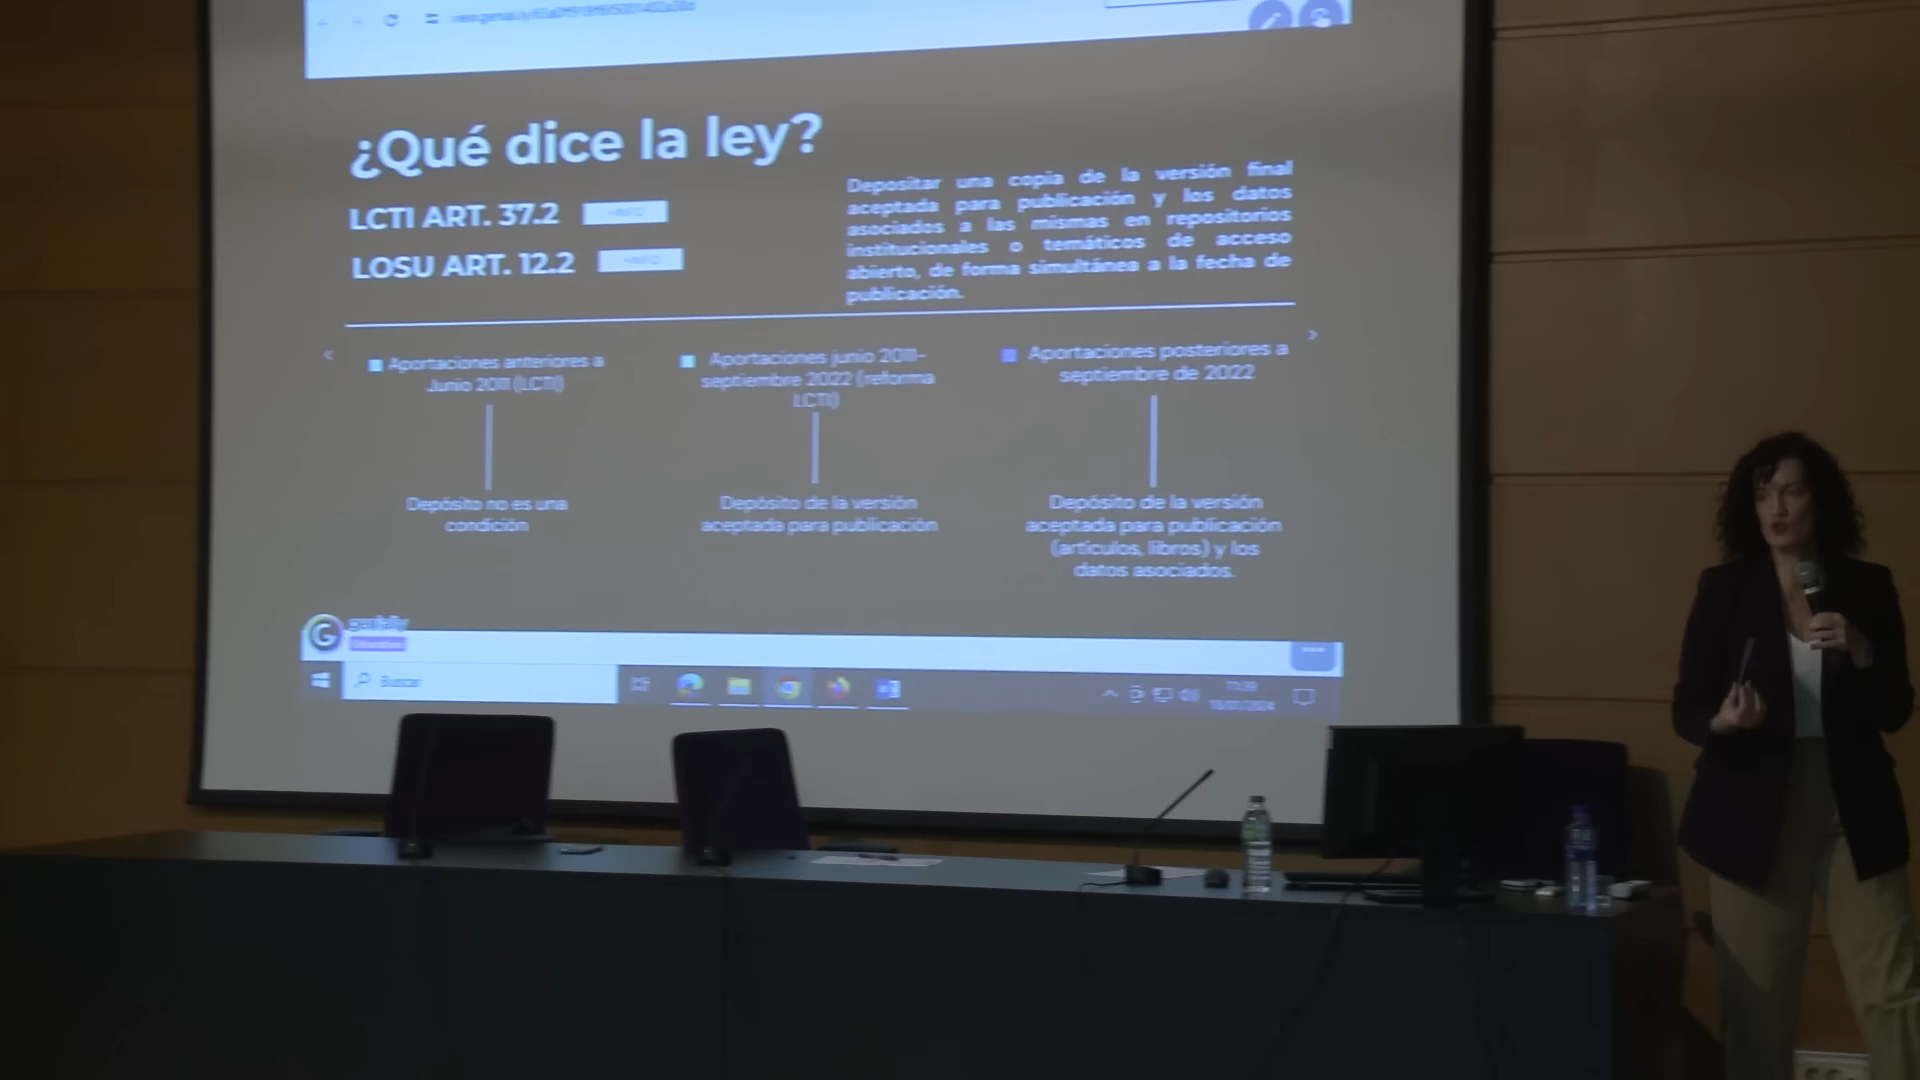 ¿Qué dice la ley?
LCTI ART. 37.2
LOSU ART. 12.2
Depositar una copia de la versión final
aceptada para publicación y los datos
asociados a las mismas en repositorios
institucionales o temáticos de acceso
abierto, de forma simultánea a la fecha de
publicación.
Aportaciones anteriores a
Junio 2011 (LCTI)
Depósito no es una
condición
Aportaciones junio 2011-
septiembre 2022 (reforma
LCTI)
Depósito de la versión
aceptada para publicación
Aportaciones posteriores a
septiembre de 2022
Depósito de la versión
aceptada para publicación
(artículos, libros) y los
datos asociados.
G genially
Buscar